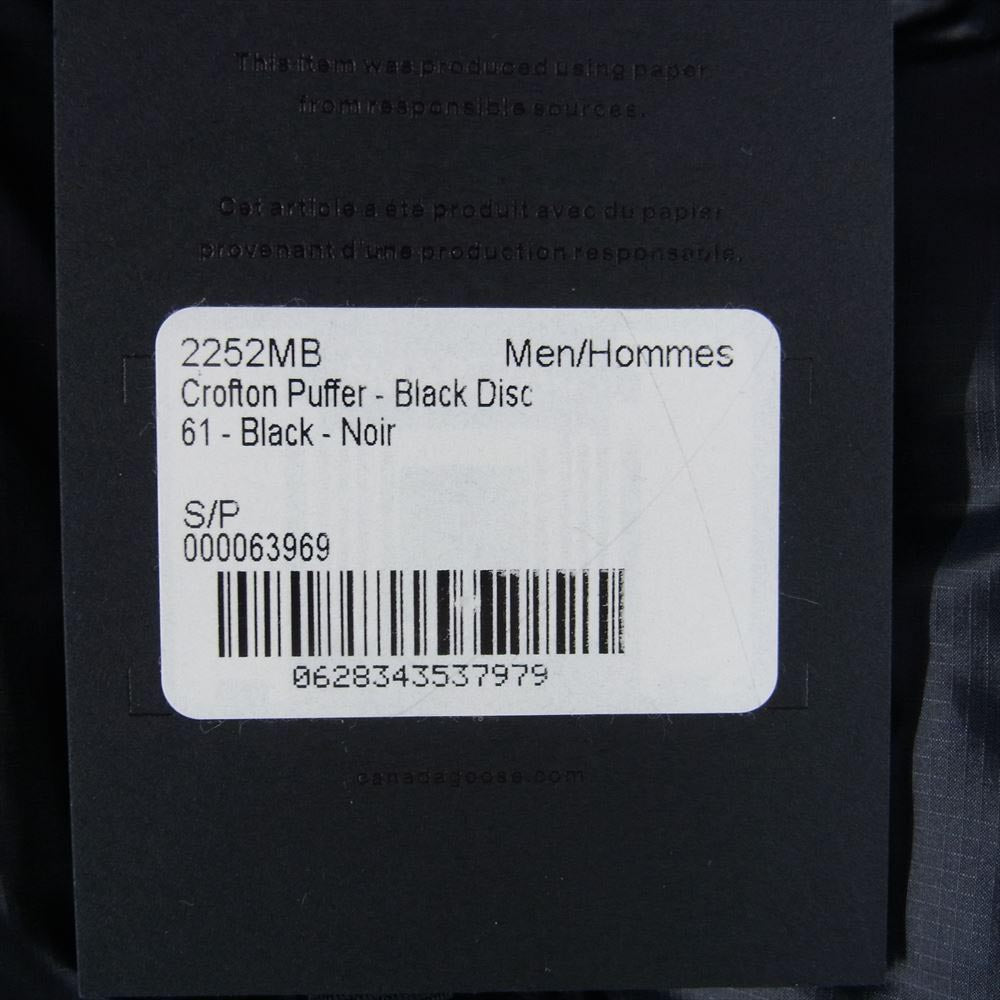 This item was produced using paper
from responsible sources.
Cet article a été produit avec du papier
provenant d'une production responsable.
2252MB Men/Hommes
Crofton Puffer - Black Disc
61 - Black - Noir
S/P
000063969
0628343537979
canadagoose.com